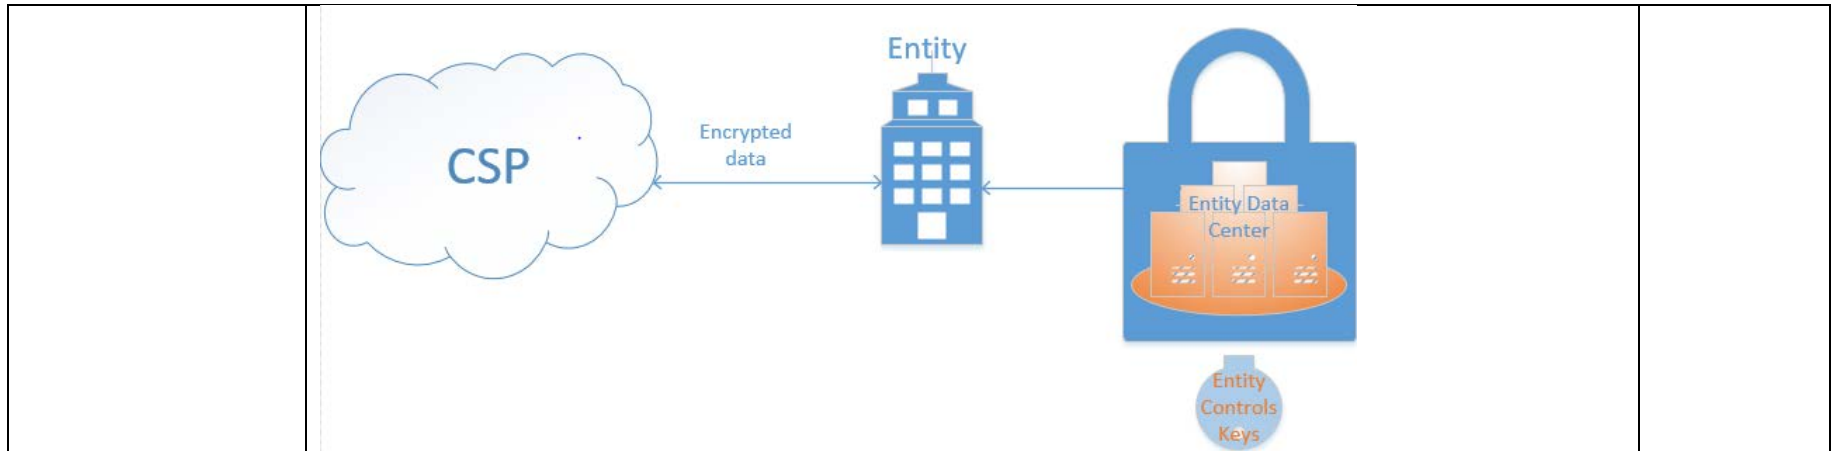 Entity
Encrypted
data
CSP
Entity Data
Center
Entity
Controls
Keys